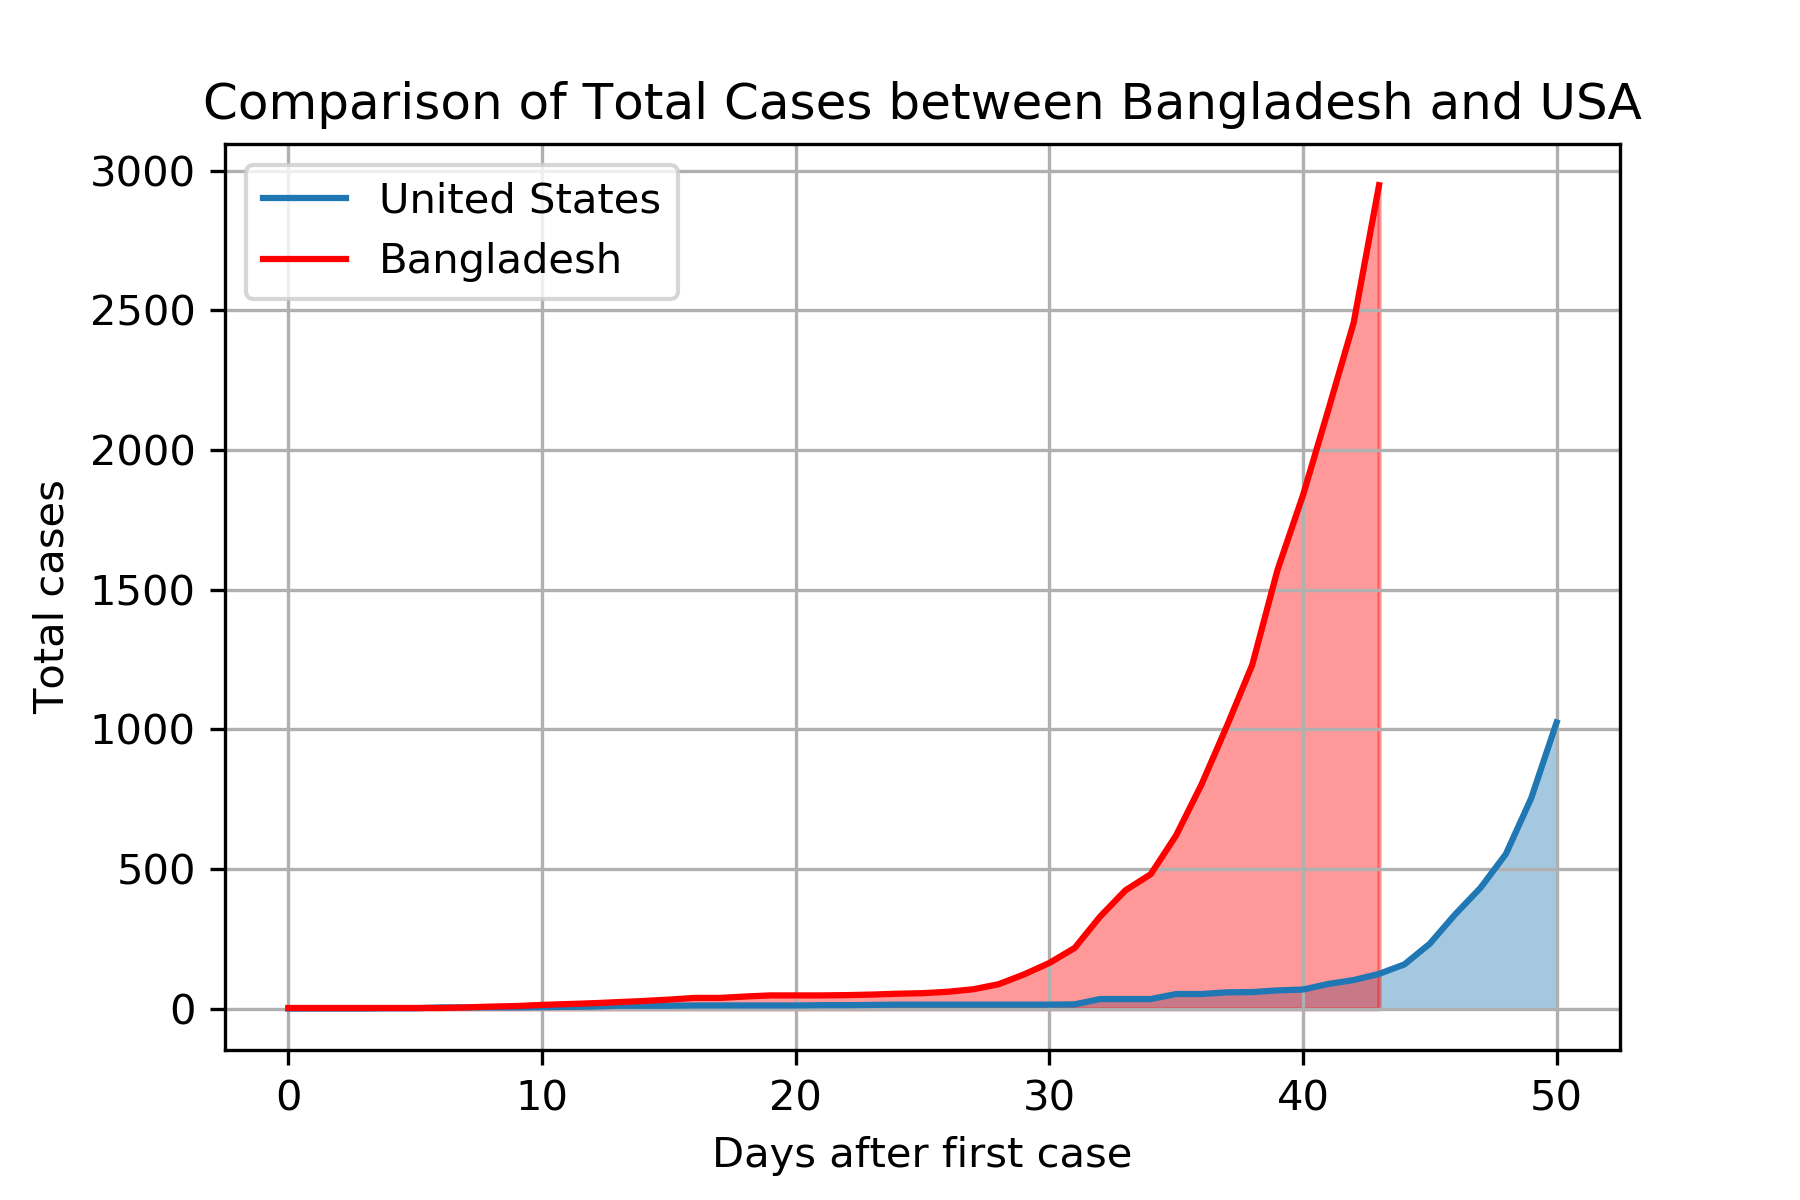 Comparison of Total Cases between Bangladesh and USA
United States
Bangladesh
3000
2500
2000
1500
1000
500
0
Total cases
0 10 20 30 40 50
Days after first case